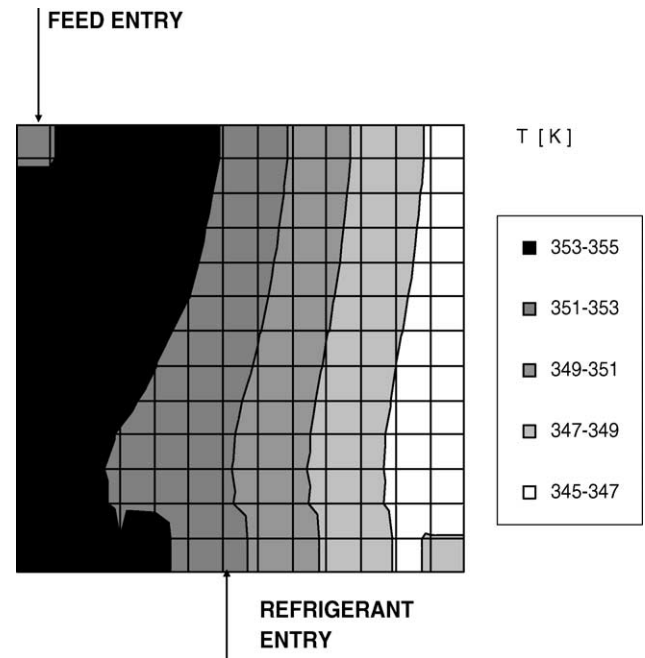 FEED ENTRY
T [ K ]
353-355
351-353
349-351
347-349
345-347
REFRIGERANT
ENTRY